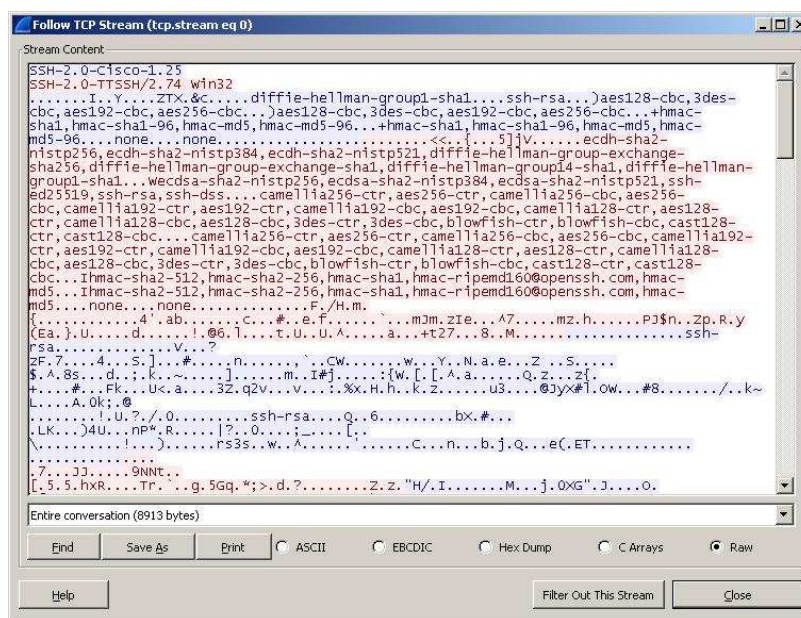 Follow TCP Stream (tcp.stream eq 0)
Stream Content
SSH-2.0-Cisco-1.25
SSH-2.0-TTSSH/2.74 Win32
.......I..Y....ZTX.&c.....diffie-hellman-group1-sha1....ssh-rsa...)aes128-cbc,3des-
cbc,aes192-cbc,aes256-cbc...)aes128-cbc,3des-cbc,aes192-cbc,aes256-cbc...+hmac-
sha1,hmac-sha1-96,hmac-md5,hmac-md5-96...+hmac-sha1,hmac-sha1-96,hmac-md5,hmac-
md5-96....none....none......................<<..{...5]jV......ecdh-sha2-
nistp256,ecdh-sha2-nistp384,ecdh-sha2-nistp521,diffie-hellman-group-exchange-
sha256,diffie-hellman-group-exchange-sha1,diffie-hellman-group14-sha1,diffie-hellman-
group1-sha1...wecdsa-sha2-nistp256,ecdsa-sha2-nistp384,ecdsa-sha2-nistp521,ssh-
ed25519,ssh-rsa,ssh-dss....camellia256-ctr,aes256-ctr,camellia256-cbc,aes256-
cbc,camellia192-ctr,aes192-ctr,camellia192-cbc,aes192-cbc,camellia128-ctr,aes128-
ctr,camellia128-cbc,aes128-cbc,3des-ctr,3des-cbc,blowfish-ctr,blowfish-cbc,cast128-
ctr,cast128-cbc....camellia256-ctr,aes256-ctr,camellia256-cbc,aes256-cbc,camellia192-
ctr,aes192-ctr,camellia192-cbc,aes192-cbc,camellia128-ctr,aes128-ctr,camellia128-
cbc,aes128-cbc,3des-ctr,3des-cbc,blowfish-ctr,blowfish-cbc,cast128-ctr,cast128-
cbc...Ihmac-sha2-512,hmac-sha2-256,hmac-sha1,hmac-ripemd160@openssh.com,hmac-
md5...Ihmac-sha2-512,hmac-sha2-256,hmac-sha1,hmac-ripemd160@openssh.com,hmac-
md5....none....none..............F./H.m.
ssh-
rsa
ssh-rsa
Entire conversation (8913 bytes)
Find Save As Print ASCII EBCDIC Hex Dump C Arrays Raw
Help Filter Out This Stream Close